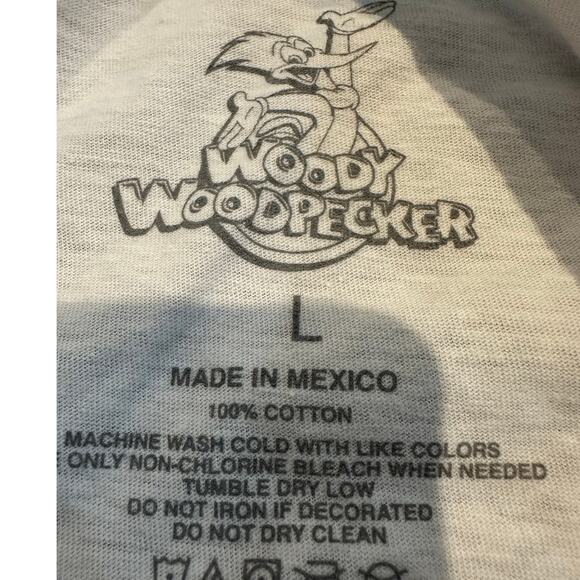 WOODY
WOODPECKER
L
MADE IN MEXICO
100% COTTON
MACHINE WASH COLD WITH LIKE COLORS
ONLY NON-CHLORINE BLEACH WHEN NEEDED
TUMBLE DRY LOW
DO NOT IRON IF DECORATED
DO NOT DRY CLEAN